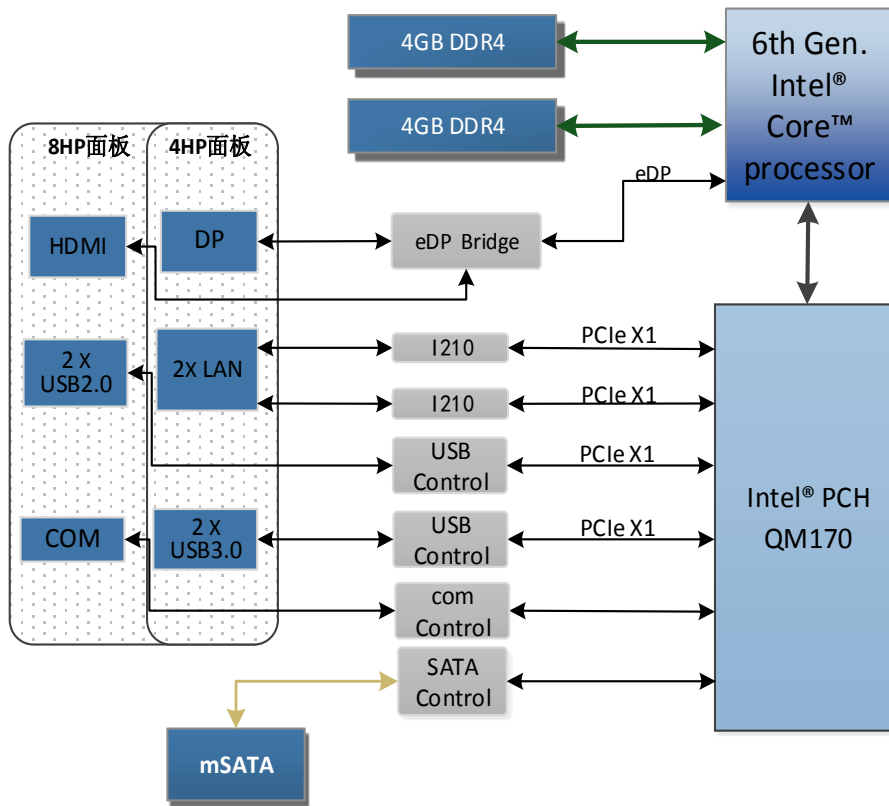 4GB DDR4
4GB DDR4
6th Gen.
Intel®
Core™
processor
8HP面板
4HP面板
eDP
HDMI
DP
eDP Bridge
2 X
USB2.0
2X LAN
I210
PCIe X1
I210
PCIe X1
USB
Control
PCIe X1
Intel® PCH
QM170
COM
2 X
USB3.0
USB
Control
PCIe X1
com
Control
SATA
Control
mSATA